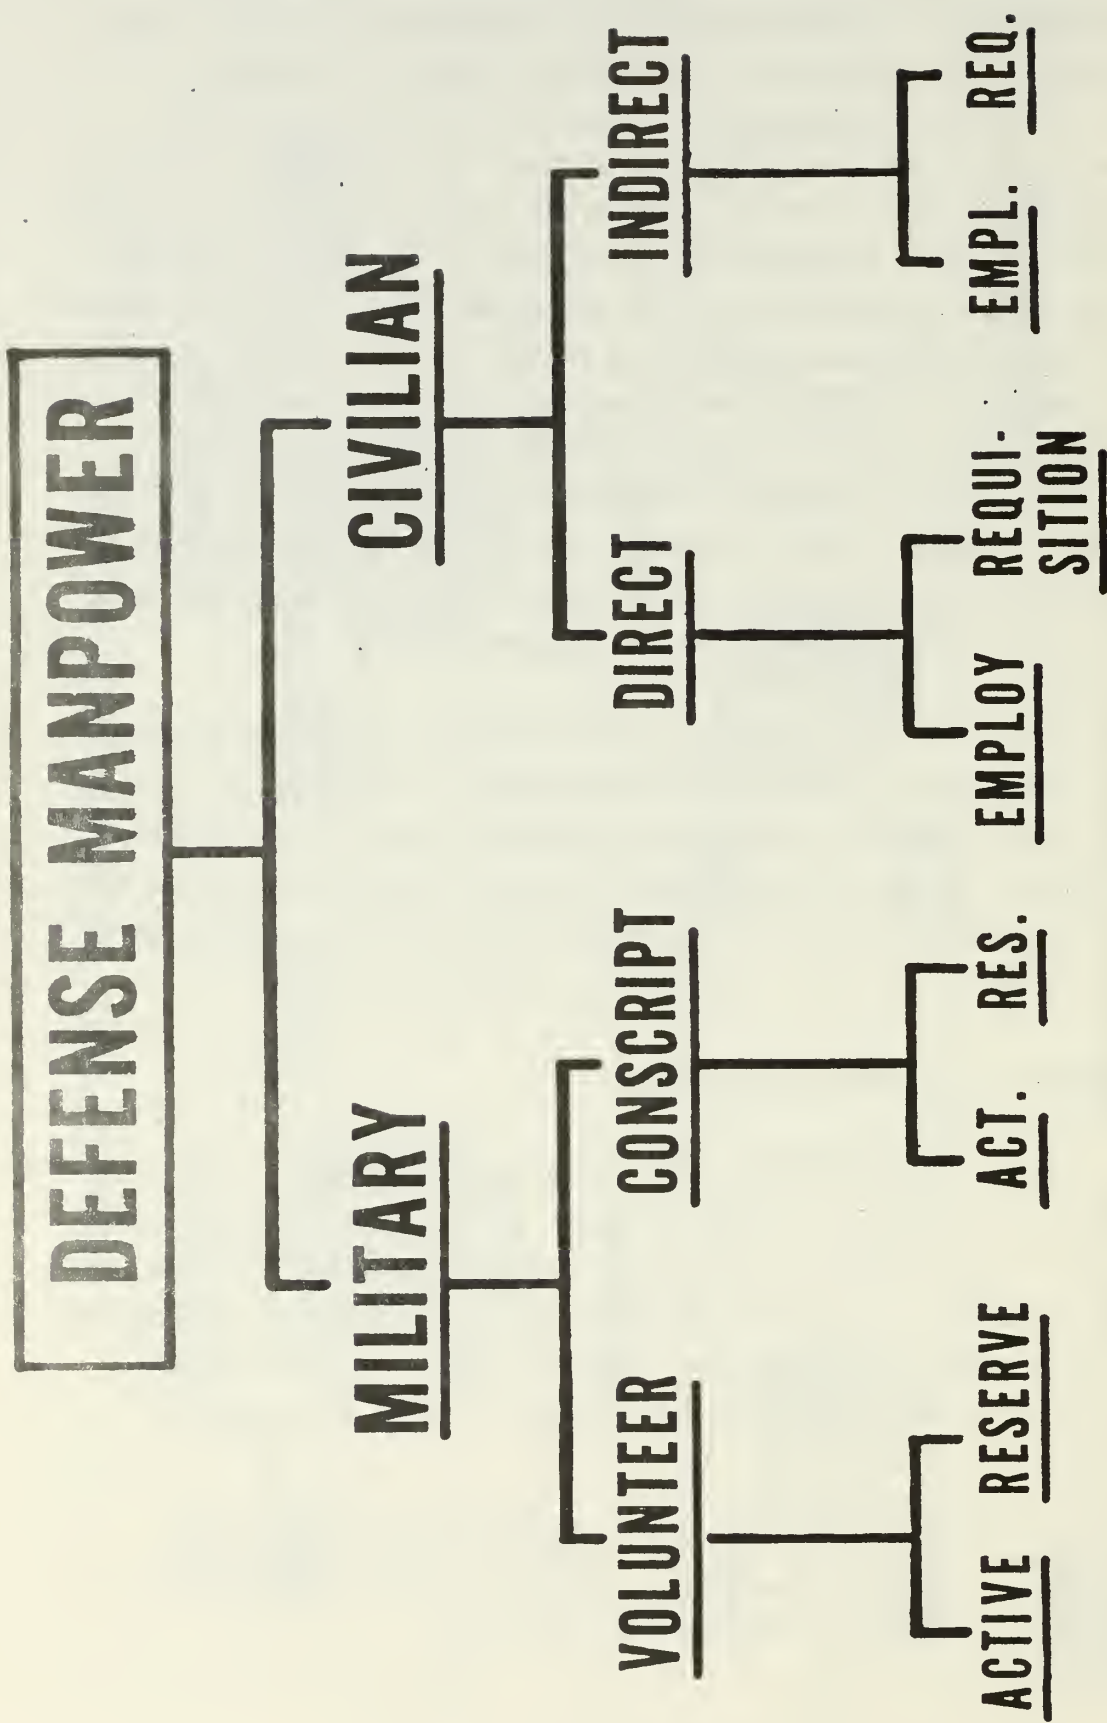 DEFENSE MANPOWER
MILITARY
CIVILIAN
VOLUNTEER
CONSCRIPT
DIRECT
INDIRECT
ACTIVE
RESERVE
ACT.
RES.
EMPLOY
REQUI-
SITION
EMPL.
REQ.